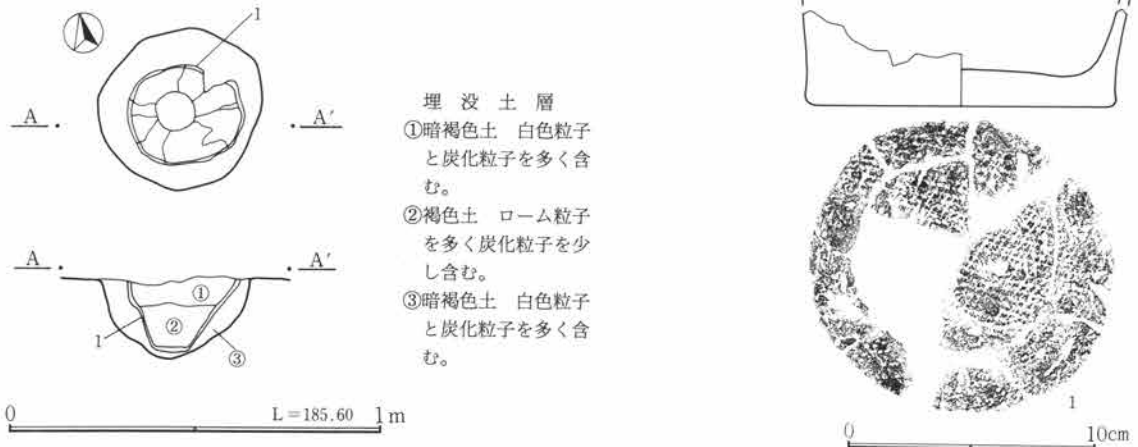 1
A A′
埋没土層
①暗褐色土 白色粒子
と炭化粒子を多く含
む。
②褐色土 ローム粒子
を多く炭化粒子を少
し含む。
③暗褐色土 白色粒子
と炭化粒子を多く含
む。
A A′
①
②
1
③
0 L=185.60 1m
1
0 10cm